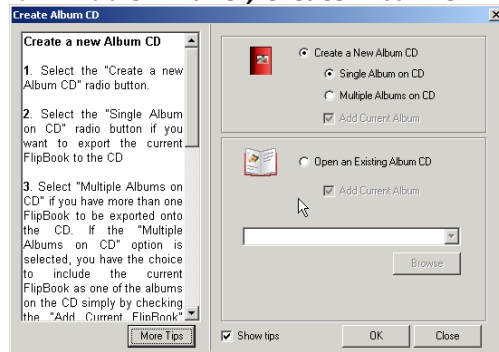 Create Album CD
Create a new Album CD
1. Select the "Create a new
Album CD" radio button.
2. Select the "Single Album
on CD" radio button if you
want to export the current
FlipBook to the CD
3. Select "Multiple Albums on
CD" if you have more than one
FlipBook to be exported onto
the CD. If the "Multiple
Albums on CD" option is
selected, you have the choice
to include the current
FlipBook as one of the albums
on the CD simply by checking
the "Add Current FlipBook"
More Tips
Create a New Album CD
Single Album on CD
Multiple Albums on CD
Add Current Album
Open an Existing Album CD
Add Current Album
Browse
Show tips
OK
Close